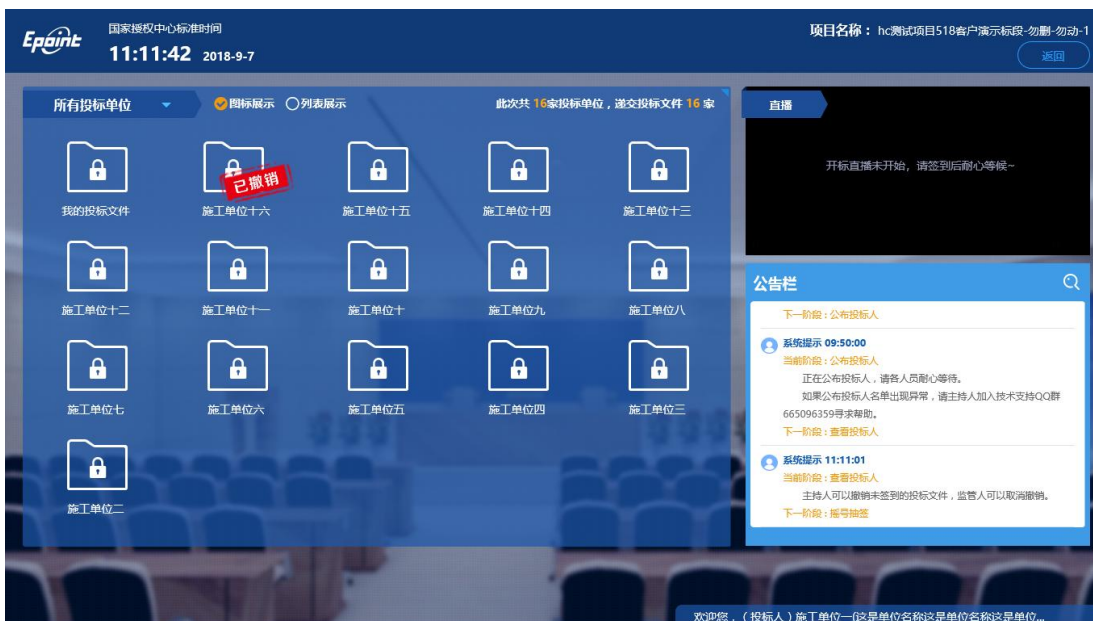 Epoint
国家授权中心标准时间
11:11:42 2018-9-7
项目名称：hc测试项目518客户演示标段-勿删-勿动-1
返回
所有投标单位
图标展示 列表展示
此次共 16家投标单位，递交投标文件 16 家
我的投标文件
已撤销
施工单位十六
施工单位十五
施工单位十四
施工单位十三
施工单位十二
施工单位十一
施工单位十
施工单位九
施工单位八
施工单位七
施工单位六
施工单位五
施工单位四
施工单位三
施工单位二
直播
开标直播未开始，请签到后耐心等候~
公告栏
下一阶段：公布投标人
系统提示 09:50:00
当前阶段：公布投标人
正在公布投标人，请各人员耐心等待。
如果公布投标人名单出现异常，请主持人加入技术支持QQ群
665096359寻求帮助。
下一阶段：查看投标人
系统提示 11:11:01
当前阶段：查看投标人
主持人可以撤销未签到的投标文件，监管人可以取消撤销。
下一阶段：摇号抽签
欢迎您，（投标人）施工单位一(这是单位名称这是单位名称这是单位...